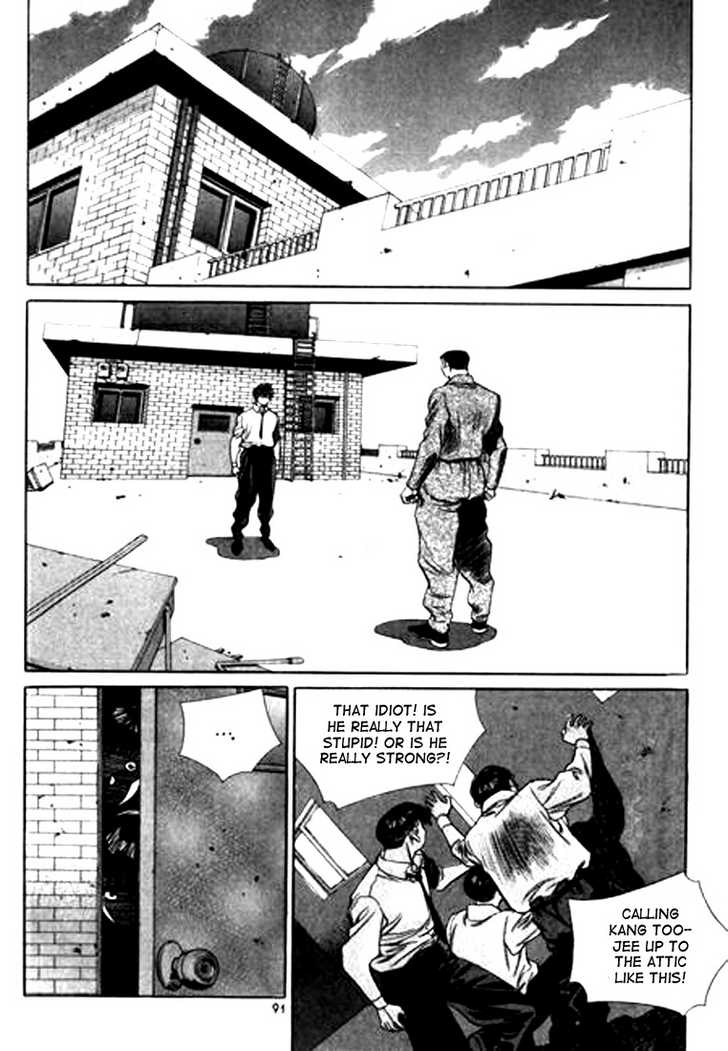 ...
THAT IDIOT! IS
HE REALLY THAT
STUPID! OR IS HE
REALLY STRONG?!
CALLING
KANG TOO-
JEE UP TO
THE ATTIC
LIKE THIS!
91